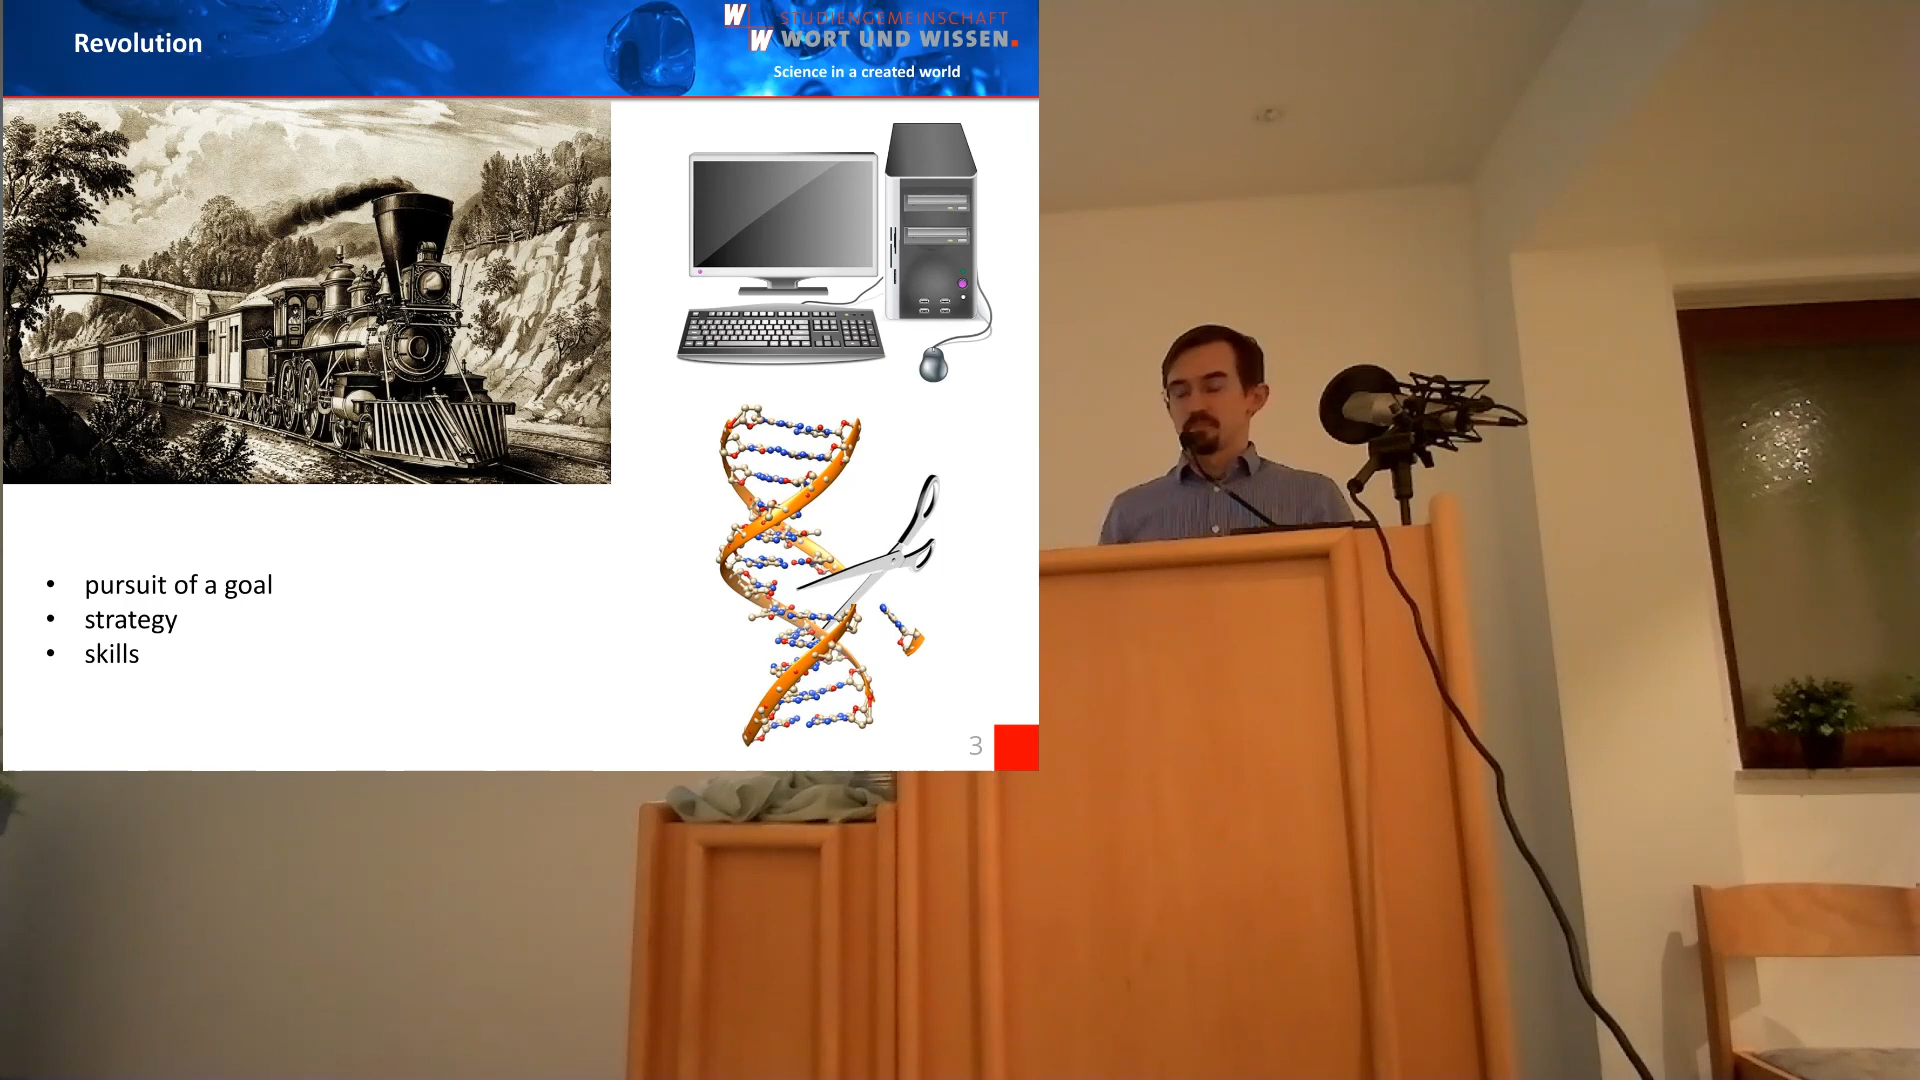 Revolution
W STUDIENGEMEINSCHAFT
W WORT UND WISSEN.
Science in a created world
• pursuit of a goal
• strategy
• skills
3